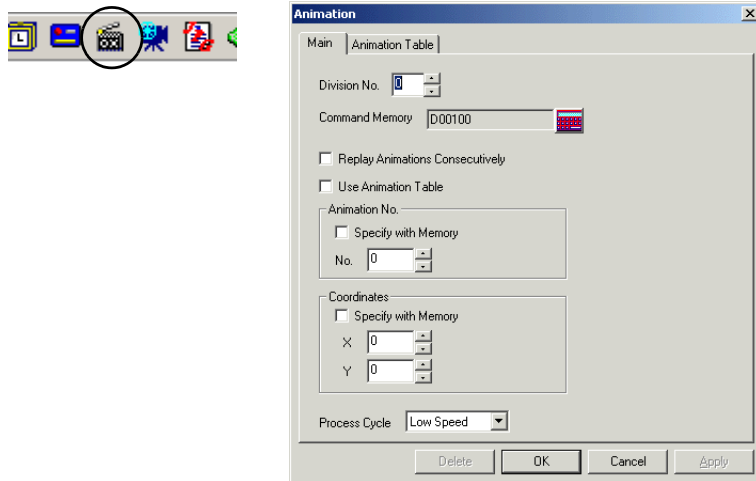 Animation
Main Animation Table
Division No. 0
Command Memory D00100
Replay Animations Consecutively
Use Animation Table
Animation No.
Specify with Memory
No. 0
Coordinates
Specify with Memory
X 0
Y 0
Process Cycle Low Speed
Delete OK Cancel Apply